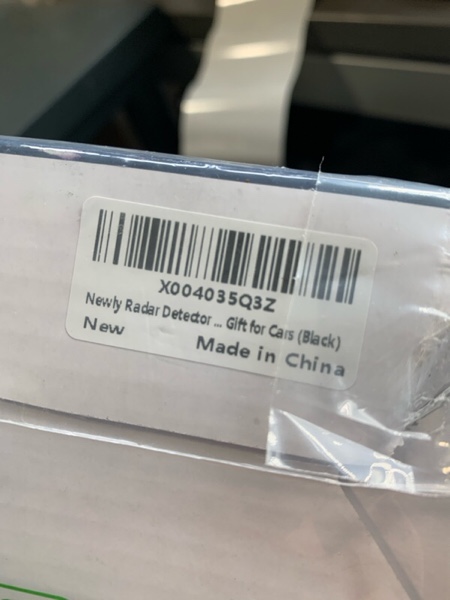 X004035Q3Z
Newly Radar Detector ... Gift for Cars (Black)
New
Made in China